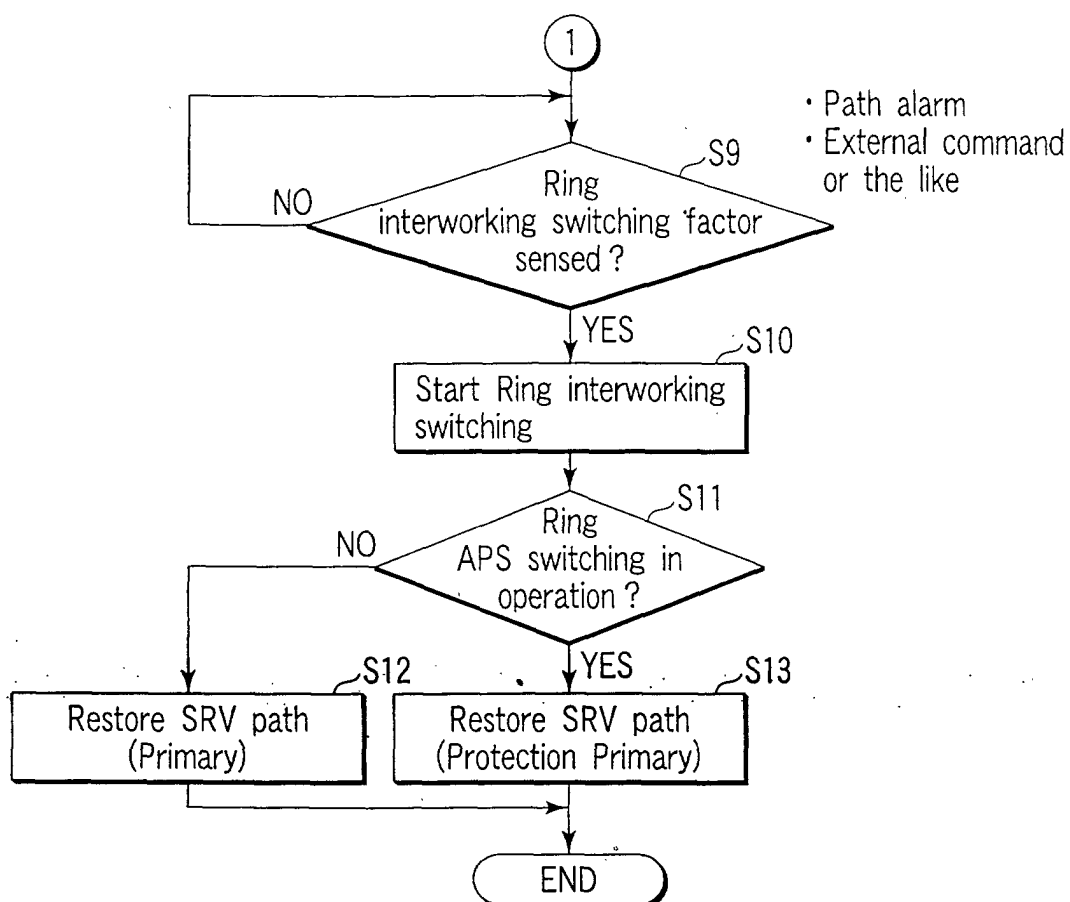 1
· Path alarm
· External command
or the like
S9
Ring
interworking switching factor
sensed ?
NO
YES
S10
Start Ring interworking
switching
S11
Ring
APS switching in
operation ?
NO
YES
S12
Restore SRV path
(Primary)
S13
Restore SRV path
(Protection Primary)
END